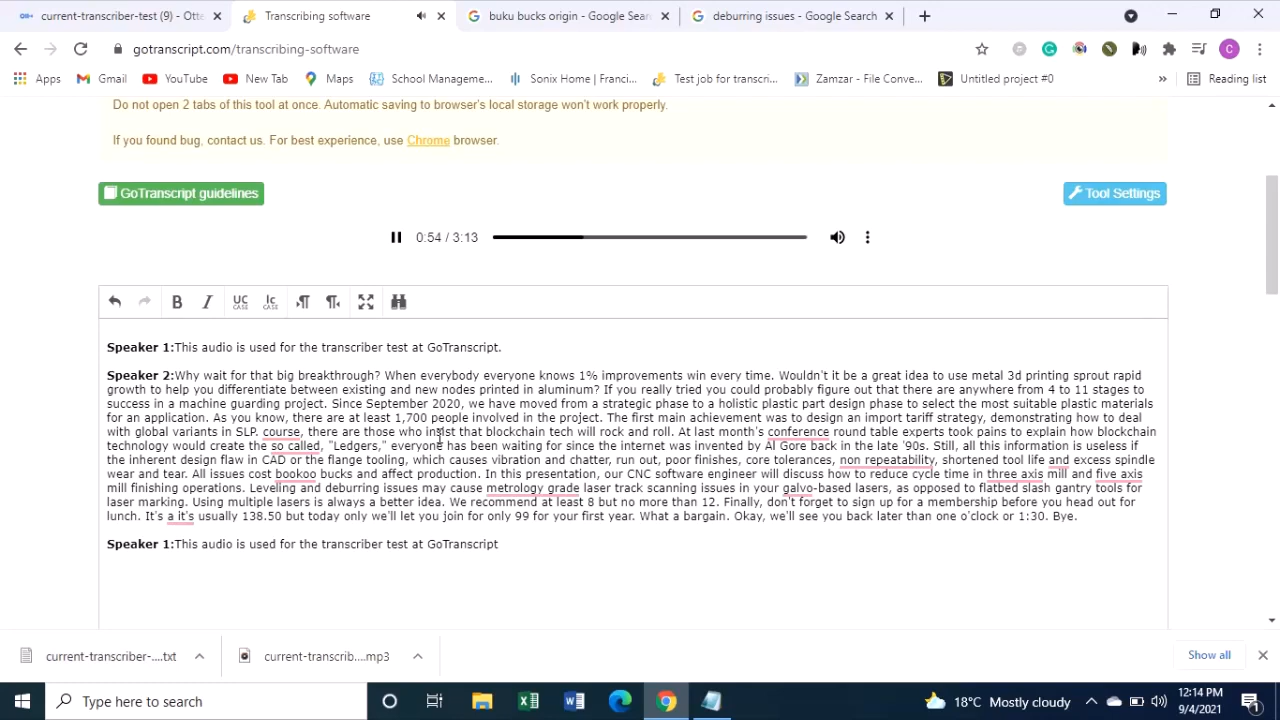 current-transcriber-test (9) - Otte
Transcribing software
buku bucks origin - Google Sear
deburring issues - Google Search
gotranscript.com/transcribing-software
C
Apps
Gmail
YouTube
New Tab
Maps
School Manageme...
Sonix Home | Franci...
Test job for transcri...
Zamzar - File Conve...
Untitled project #0
»
Reading list
Do not open 2 tabs of this tool at once. Automatic saving to browser's local storage won't work properly.
If you found bug, contact us. For best experience, use Chrome browser.
GoTranscript guidelines
Tool Settings
0:54 / 3:13
B I UC CASE lc CASE
Speaker 1:This audio is used for the transcriber test at GoTranscript.
Speaker 2:Why wait for that big breakthrough? When everybody everyone knows 1% improvements win every time. Wouldn't it be a great idea to use metal 3d printing sprout rapid
growth to help you differentiate between existing and new nodes printed in aluminum? If you really tried you could probably figure out that there are anywhere from 4 to 11 stages to
success in a machine guarding project. Since September 2020, we have moved from a strategic phase to a holistic plastic part design phase to select the most suitable plastic materials
for an application. As you know, there are at least 1,700 people involved in the project. The first main achievement was to design an import tariff strategy, demonstrating how to deal
with global variants in SLP. course, there are those who insist that blockchain tech will rock and roll. At last month's conference round table experts took pains to explain how blockchain
technology would create the so called, "Ledgers," everyone has been waiting for since the internet was invented by Al Gore back in the late '90s. Still, all this information is useless if
the inherent design flaw in CAD or the flange tooling, which causes vibration and chatter, run out, poor finishes, core tolerances, non repeatability, shortened tool life and excess spindle
wear and tear. All issues cost bookoo bucks and affect production. In this presentation, our CNC software engineer will discuss how to reduce cycle time in three axis mill and five axis
mill finishing operations. Leveling and deburring issues may cause metrology grade laser track scanning issues in your galvo-based lasers, as opposed to flatbed slash gantry tools for
laser marking. Using multiple lasers is always a better idea. We recommend at least 8 but no more than 12. Finally, don't forget to sign up for a membership before you head out for
lunch. It's a it's usually 138.50 but today only we'll let you join for only 99 for your first year. What a bargain. Okay, we'll see you back later than one o'clock or 1:30. Bye.
Speaker 1:This audio is used for the transcriber test at GoTranscript
current-transcriber-....txt
current-transcrib....mp3
Show all
Type here to search
18°C Mostly cloudy
12:14 PM
9/4/2021
1